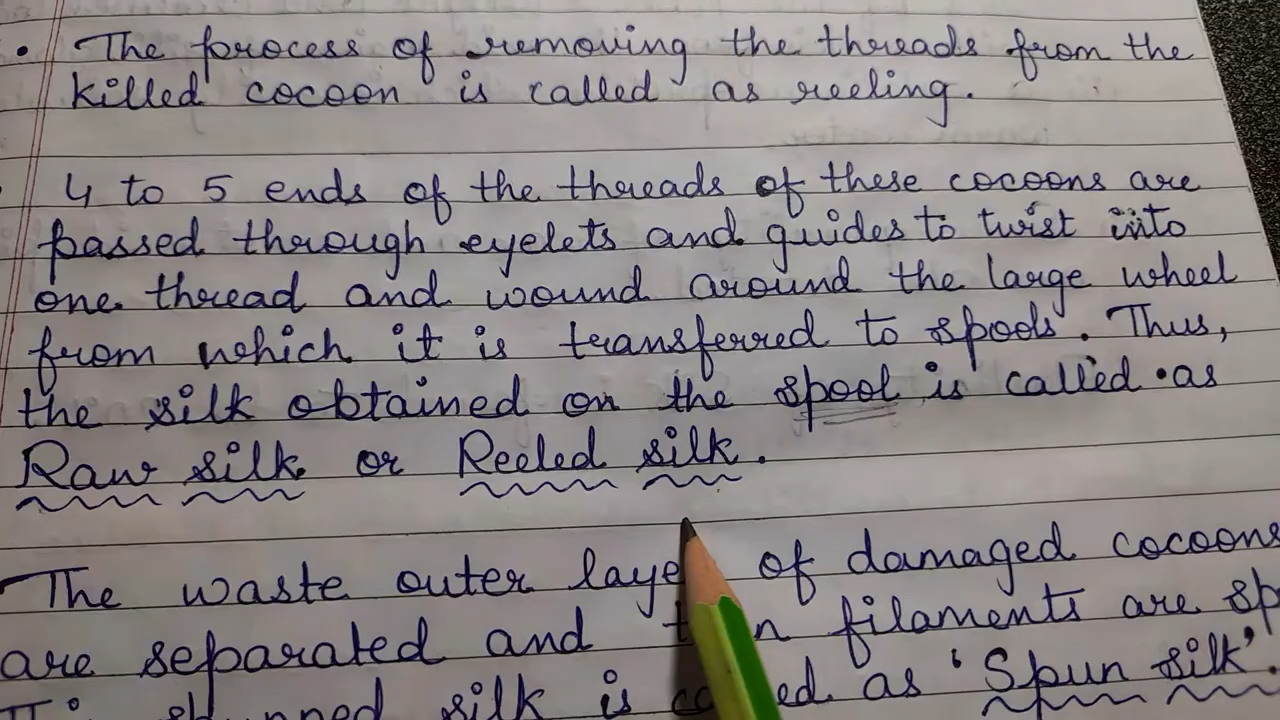 • The process of removing the threads from the
killed cocoon is called as reeling.
4 to 5 ends of the threads of these cocoons are
passed through eyelets and guides to twist into
one thread and wound around the large wheel
from which it is transferred to spools. Thus,
the silk obtained on the spool is called as
Raw silk or Reeled silk.
The waste outer laye of damaged cocoons
are separated and filaments are sp
silk is as 'Spun silk'.